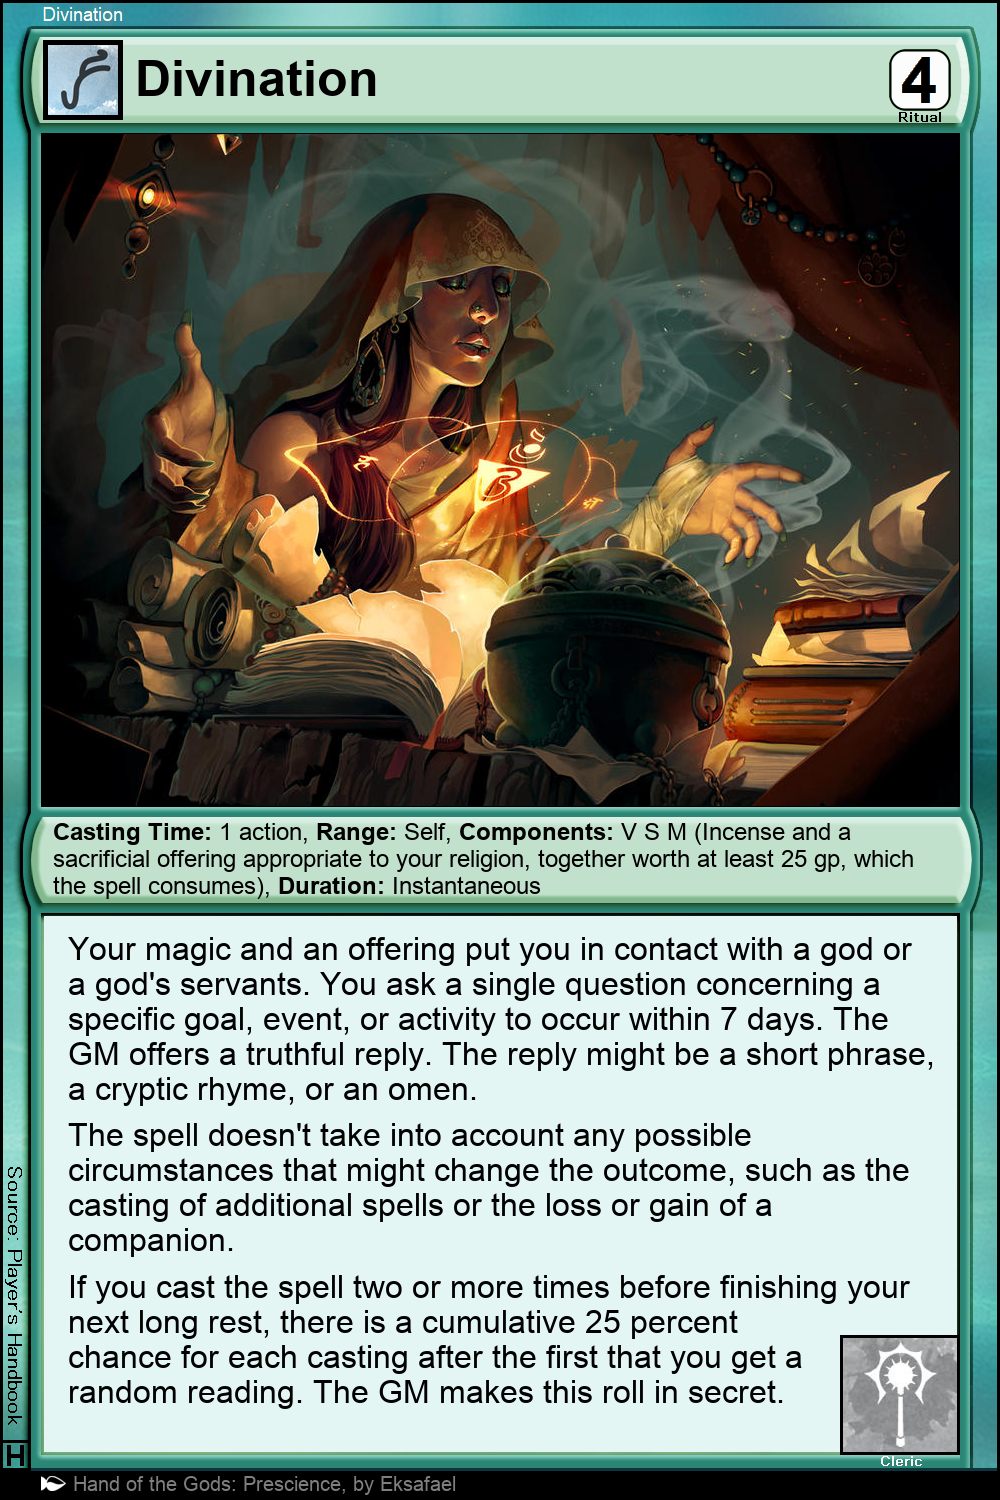 Divination
Divination
4
Ritual
Casting Time: 1 action, Range: Self, Components: V S M (Incense and a
sacrificial offering appropriate to your religion, together worth at least 25 gp, which
the spell consumes), Duration: Instantaneous
Your magic and an offering put you in contact with a god or
a god's servants. You ask a single question concerning a
specific goal, event, or activity to occur within 7 days. The
GM offers a truthful reply. The reply might be a short phrase,
a cryptic rhyme, or an omen.
The spell doesn't take into account any possible
circumstances that might change the outcome, such as the
casting of additional spells or the loss or gain of a
companion.
If you cast the spell two or more times before finishing your
next long rest, there is a cumulative 25 percent
chance for each casting after the first that you get a
random reading. The GM makes this roll in secret.
Cleric
Source: Player's Handbook
H
Hand of the Gods: Prescience, by Eksafael